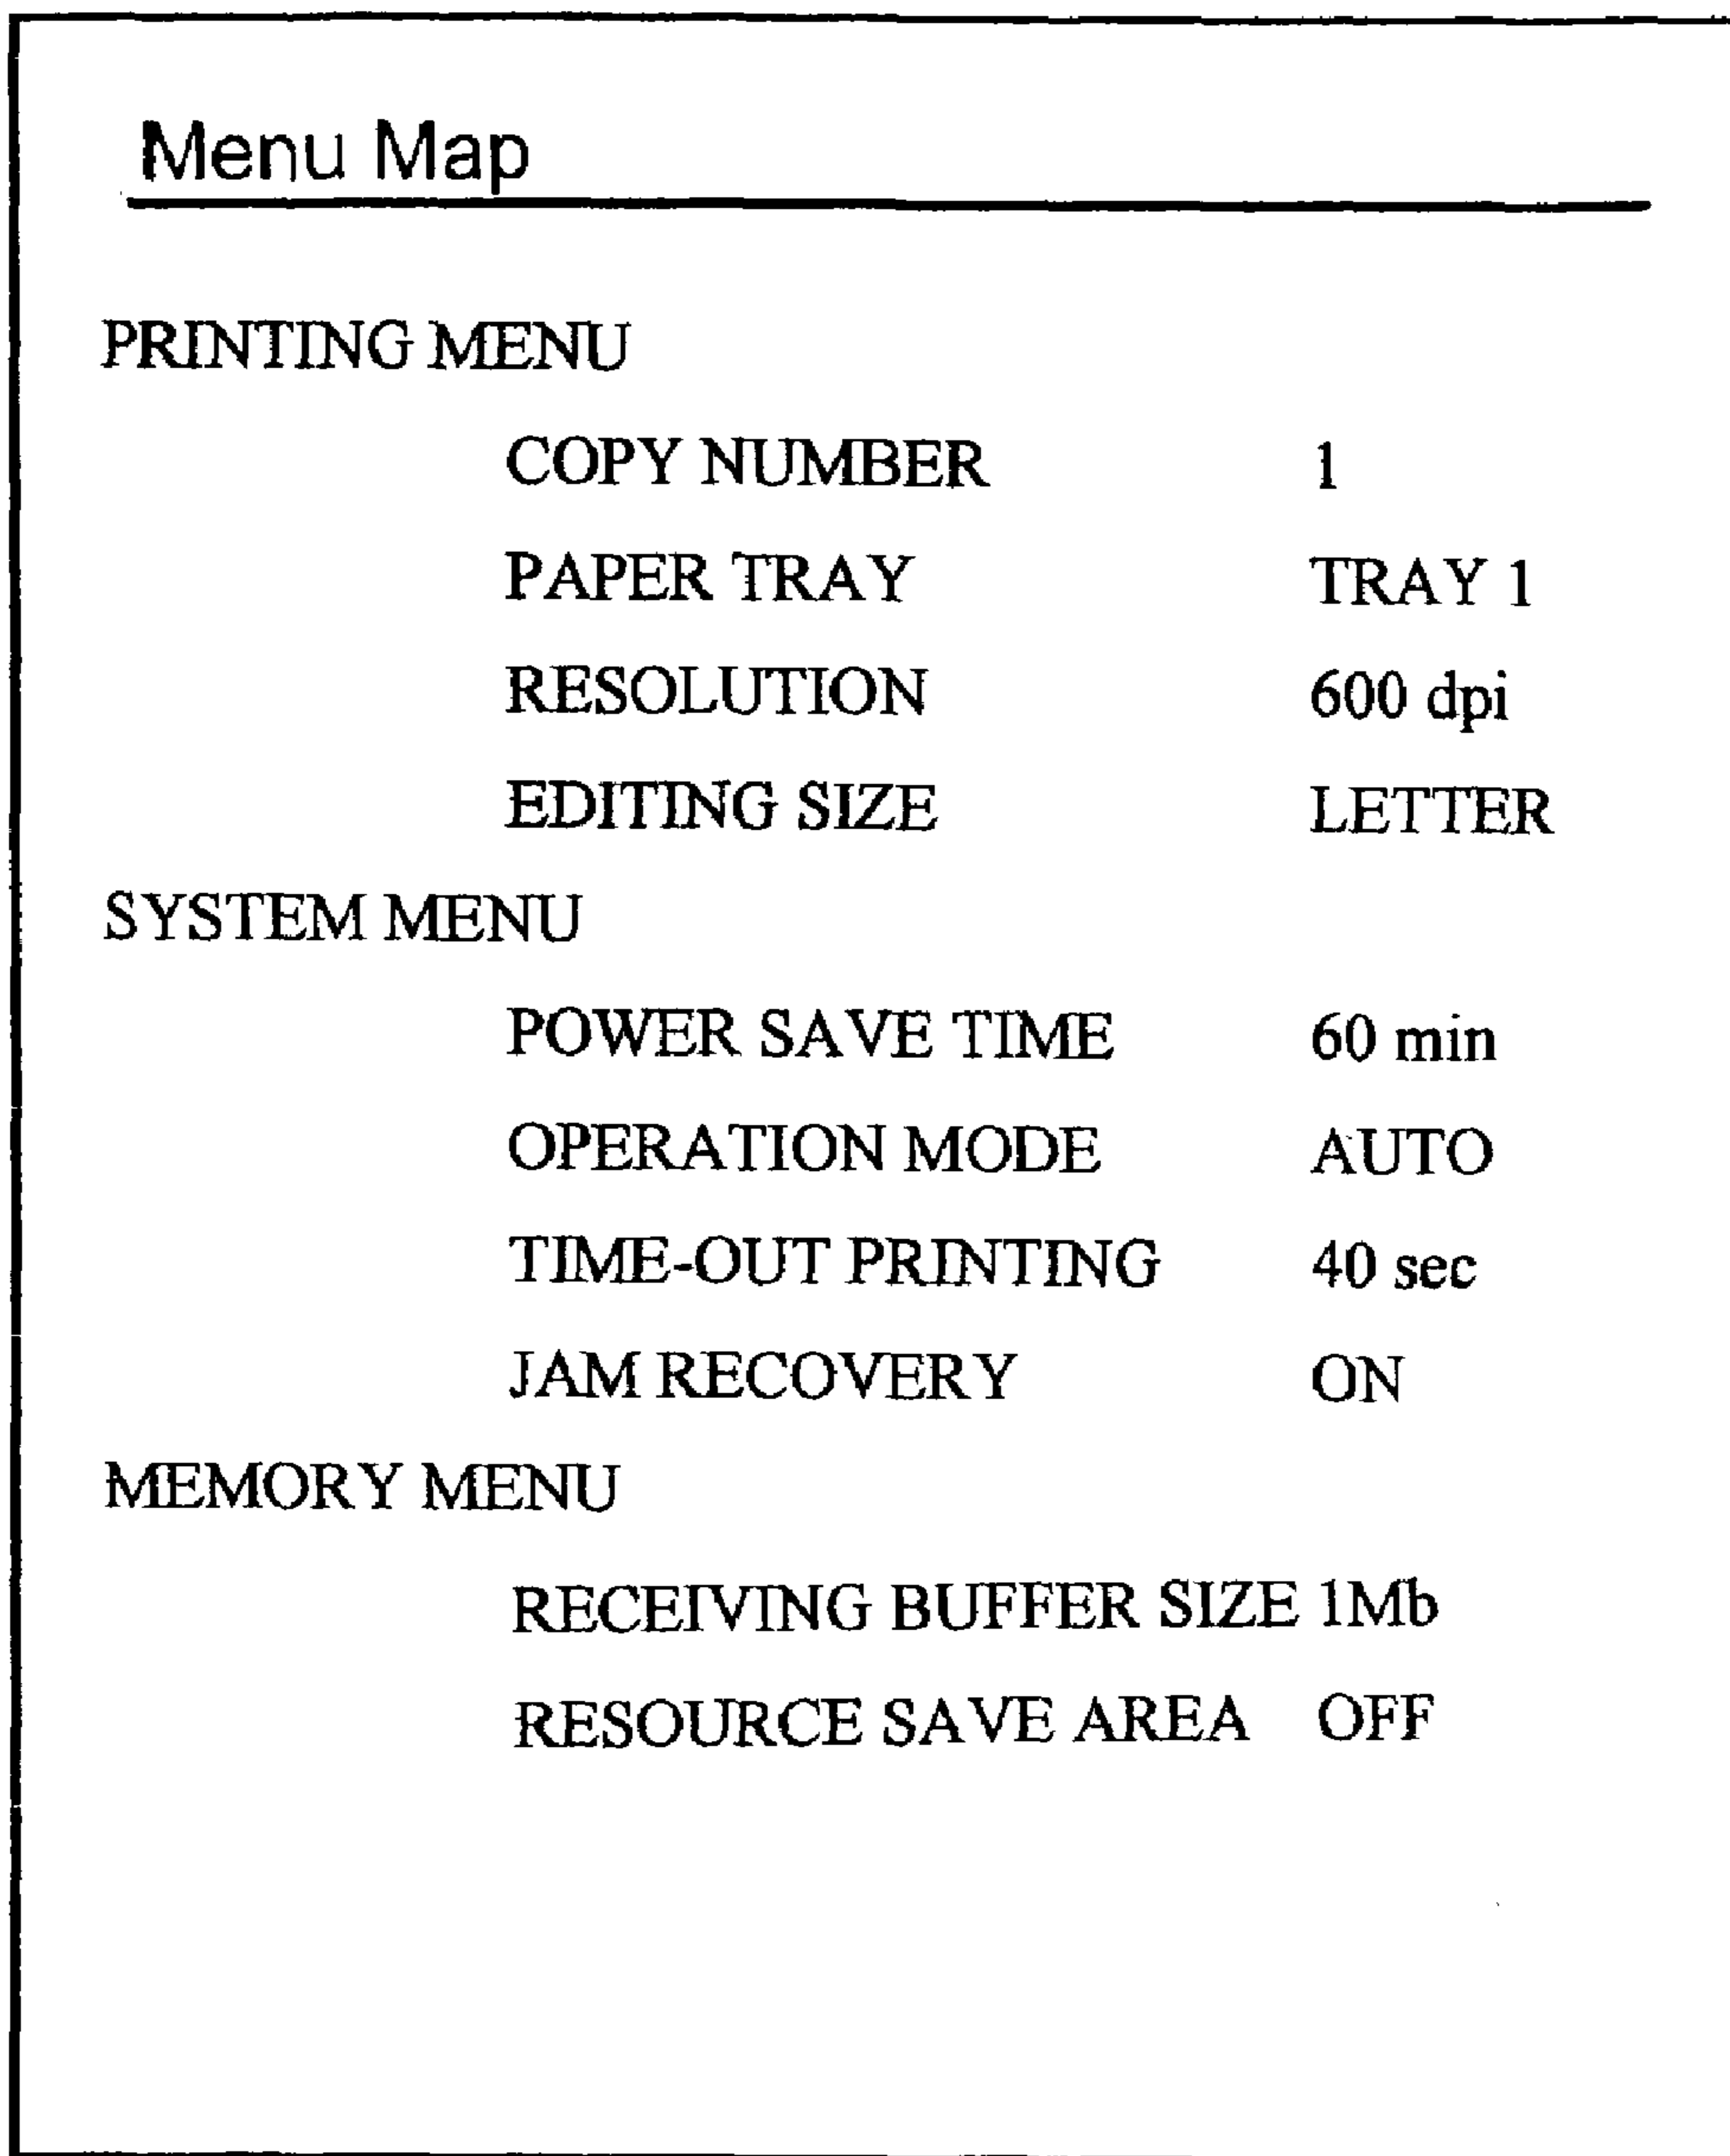 Menu Map
PRINTING MENU
COPY NUMBER 1
PAPER TRAY TRAY 1
RESOLUTION 600 dpi
EDITING SIZE LETTER
SYSTEM MENU
POWER SAVE TIME 60 min
OPERATION MODE AUTO
TIME-OUT PRINTING 40 sec
JAM RECOVERY ON
MEMORY MENU
RECEIVING BUFFER SIZE 1Mb
RESOURCE SAVE AREA OFF